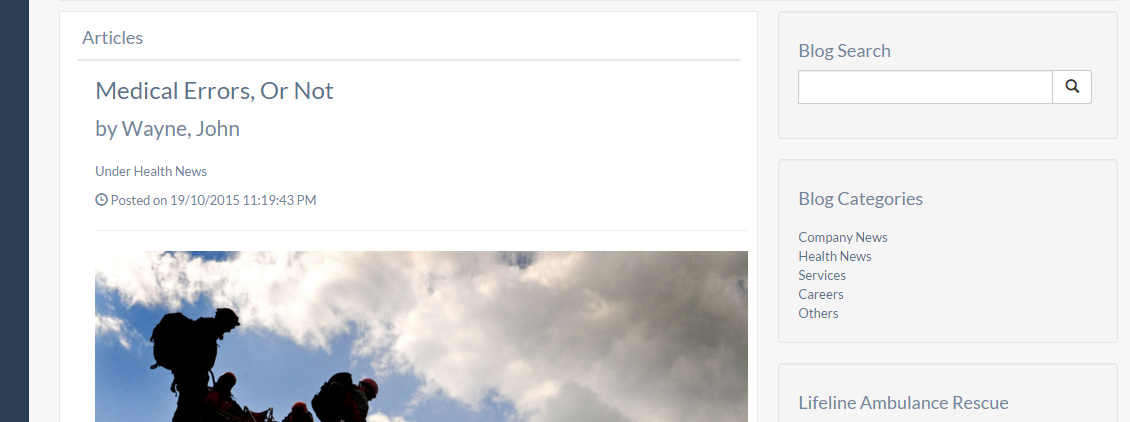 Articles
Medical Errors, Or Not
by Wayne, John
Under Health News
Posted on 19/10/2015 11:19:43 PM
Blog Search
Blog Categories
Company News
Health News
Services
Careers
Others
Lifeline Ambulance Rescue